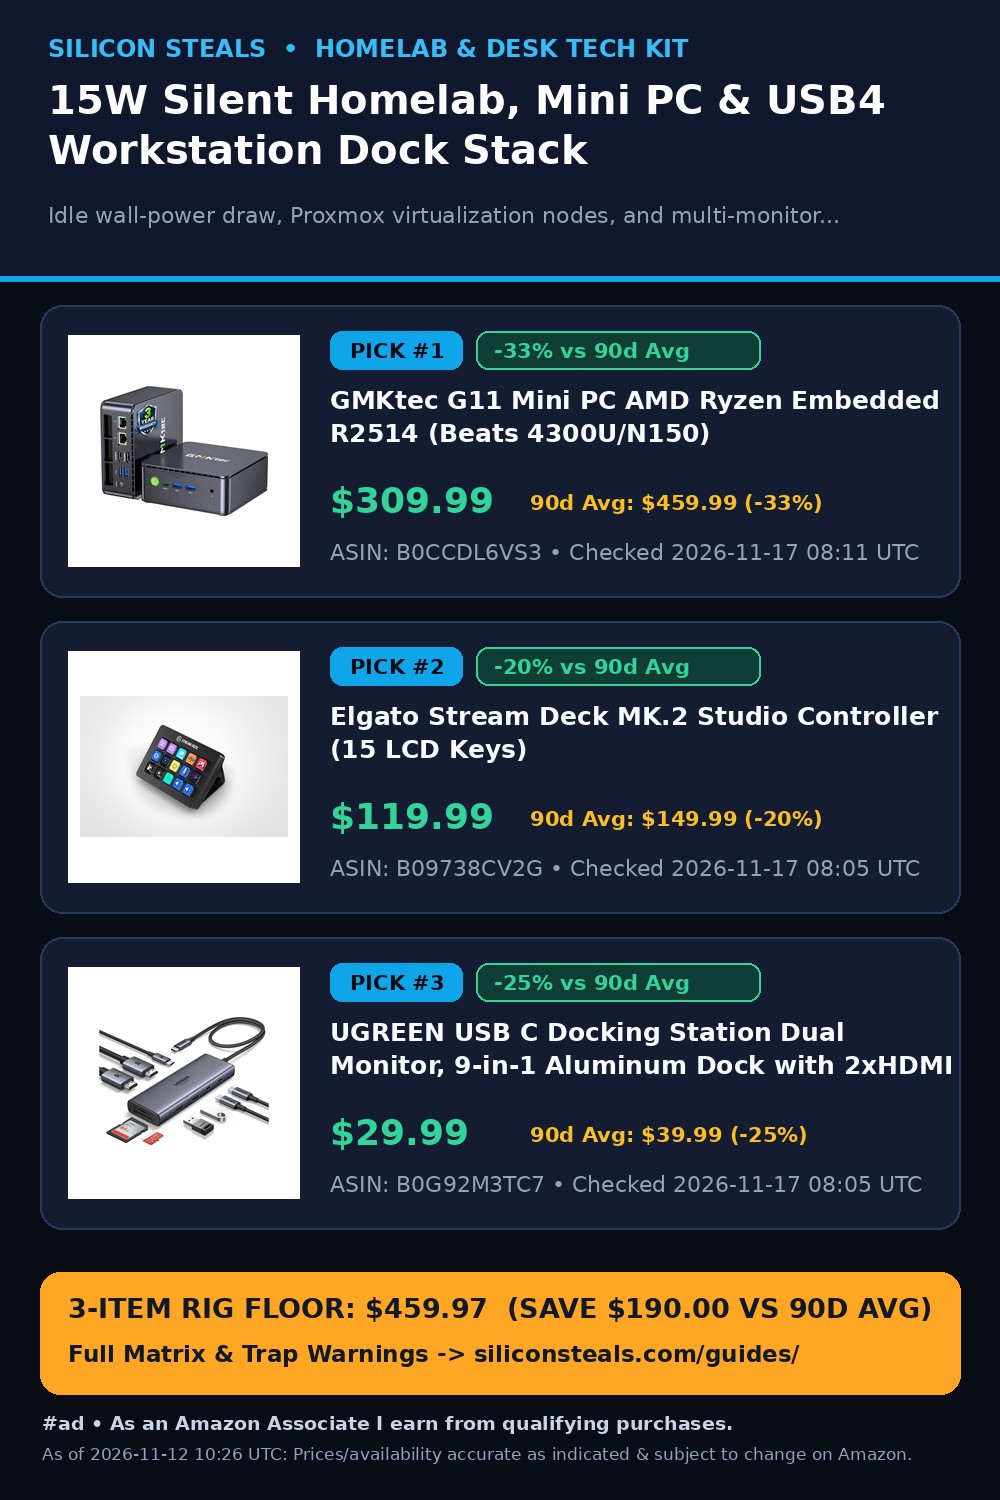 SILICON STEALS • HOMELAB & DESK TECH KIT
15W Silent Homelab, Mini PC & USB4
Workstation Dock Stack
Idle wall-power draw, Proxmox virtualization nodes, and multi-monitor...
PICK #1
-33% vs 90d Avg
GMKtec G11 Mini PC AMD Ryzen Embedded
R2514 (Beats 4300U/N150)
$309.99
90d Avg: $459.99 (-33%)
ASIN: B0CCDL6VS3 • Checked 2026-11-17 08:11 UTC
3
YEAR
GMKtec
PICK #2
-20% vs 90d Avg
Elgato Stream Deck MK.2 Studio Controller
(15 LCD Keys)
$119.99
90d Avg: $149.99 (-20%)
ASIN: B09738CV2G • Checked 2026-11-17 08:05 UTC
PICK #3
-25% vs 90d Avg
UGREEN USB C Docking Station Dual
Monitor, 9-in-1 Aluminum Dock with 2xHDMI
$29.99
90d Avg: $39.99 (-25%)
ASIN: B0G92M3TC7 • Checked 2026-11-17 08:05 UTC
3-ITEM RIG FLOOR: $459.97 (SAVE $190.00 VS 90D AVG)
Full Matrix & Trap Warnings -> siliconsteals.com/guides/
#ad • As an Amazon Associate I earn from qualifying purchases.
As of 2026-11-12 10:26 UTC: Prices/availability accurate as indicated & subject to change on Amazon.